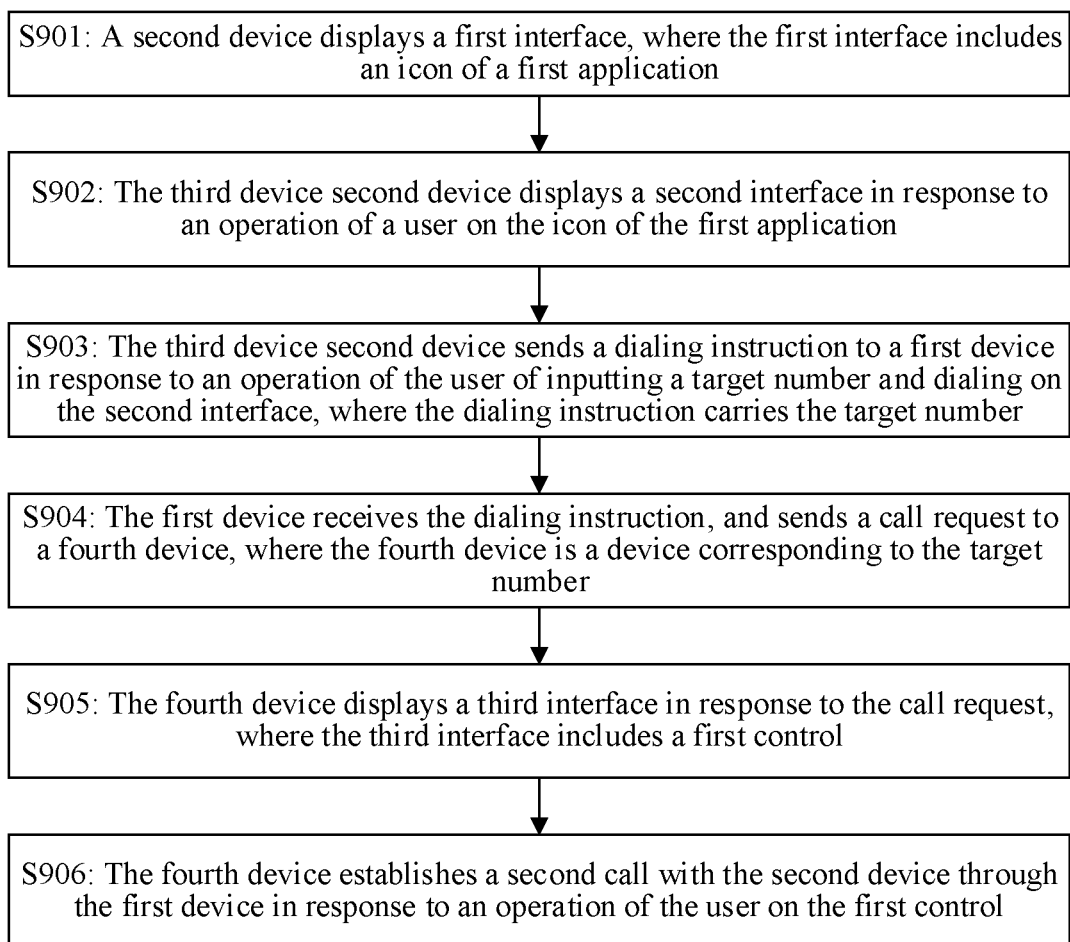 S901: A second device displays a first interface, where the first interface includes
an icon of a first application
S902: The third device second device displays a second interface in response to
an operation of a user on the icon of the first application
S903: The third device second device sends a dialing instruction to a first device
in response to an operation of the user of inputting a target number and dialing on
the second interface, where the dialing instruction carries the target number
S904: The first device receives the dialing instruction, and sends a call request to
a fourth device, where the fourth device is a device corresponding to the target
number
S905: The fourth device displays a third interface in response to the call request,
where the third interface includes a first control
S906: The fourth device establishes a second call with the second device through
the first device in response to an operation of the user on the first control